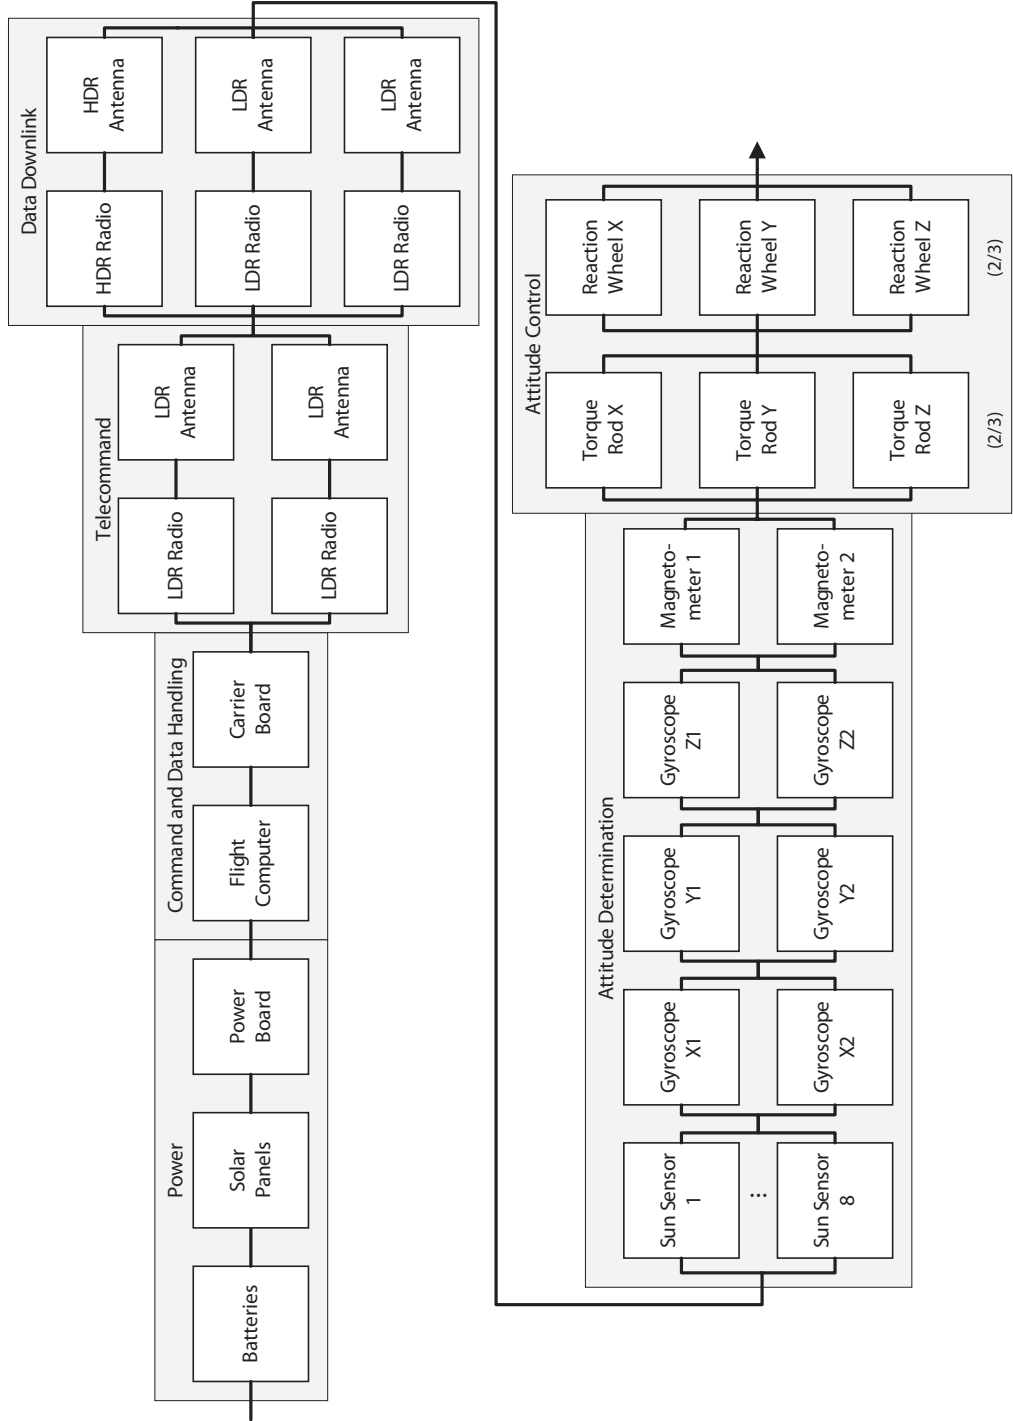 Power
Batteries
Solar
Panels
Power
Board
Command and Data Handling
Flight
Computer
Carrier
Board
Telecommand
LDR Radio
LDR
Antenna
LDR Radio
LDR
Antenna
Data Downlink
HDR Radio
HDR
Antenna
LDR Radio
LDR
Antenna
LDR Radio
LDR
Antenna
Attitude Determination
Sun Sensor
1
...
Sun Sensor
8
Gyroscope
X1
Gyroscope
X2
Gyroscope
Y1
Gyroscope
Y2
Gyroscope
Z1
Gyroscope
Z2
Magneto-
meter 1
Magneto-
meter 2
Attitude Control
Torque
Rod X
Torque
Rod Y
Torque
Rod Z
(2/3)
Reaction
Wheel X
Reaction
Wheel Y
Reaction
Wheel Z
(2/3)